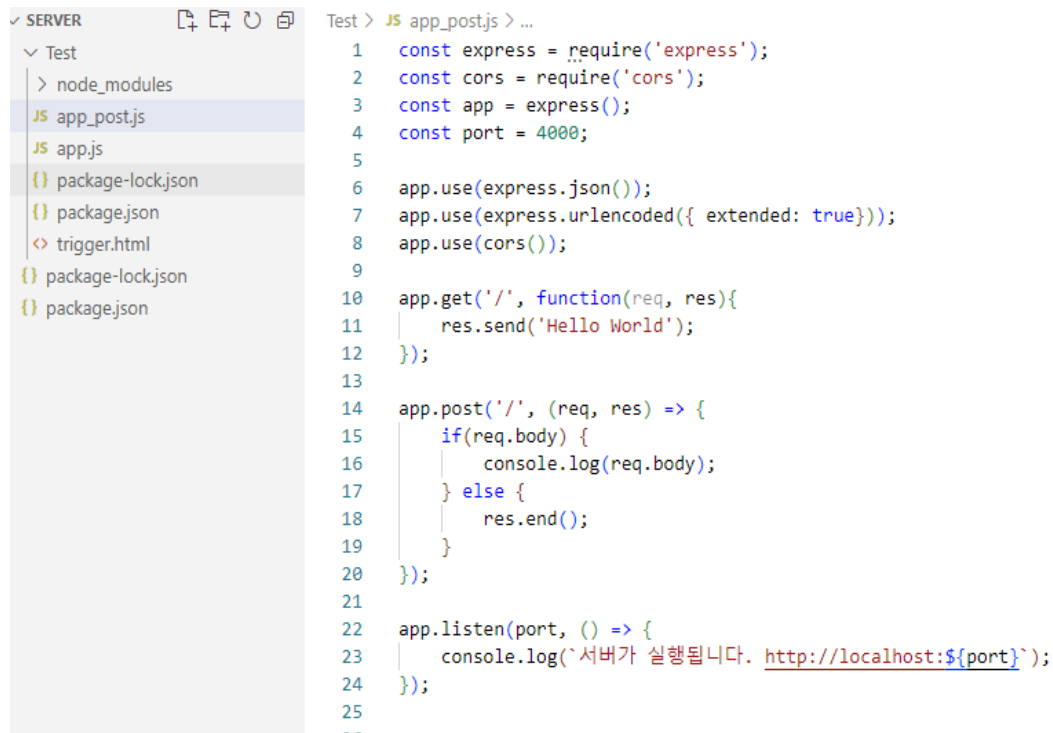 SERVER
Test
node_modules
JS app_post.js
JS app.js
{} package-lock.json
{} package.json
<> trigger.html
{} package-lock.json
{} package.json
Test > JS app_post.js > ...
1 const express = require('express');
2 const cors = require('cors');
3 const app = express();
4 const port = 4000;
5
6 app.use(express.json());
7 app.use(express.urlencoded({ extended: true}));
8 app.use(cors());
9
10 app.get('/', function(req, res){
11     res.send('Hello World');
12 });
13
14 app.post('/', (req, res) => {
15     if(req.body) {
16         console.log(req.body);
17     } else {
18         res.end();
19     }
20 });
21
22 app.listen(port, () => {
23     console.log(`서버가 실행됩니다. http://localhost:${port}`);
24 });
25